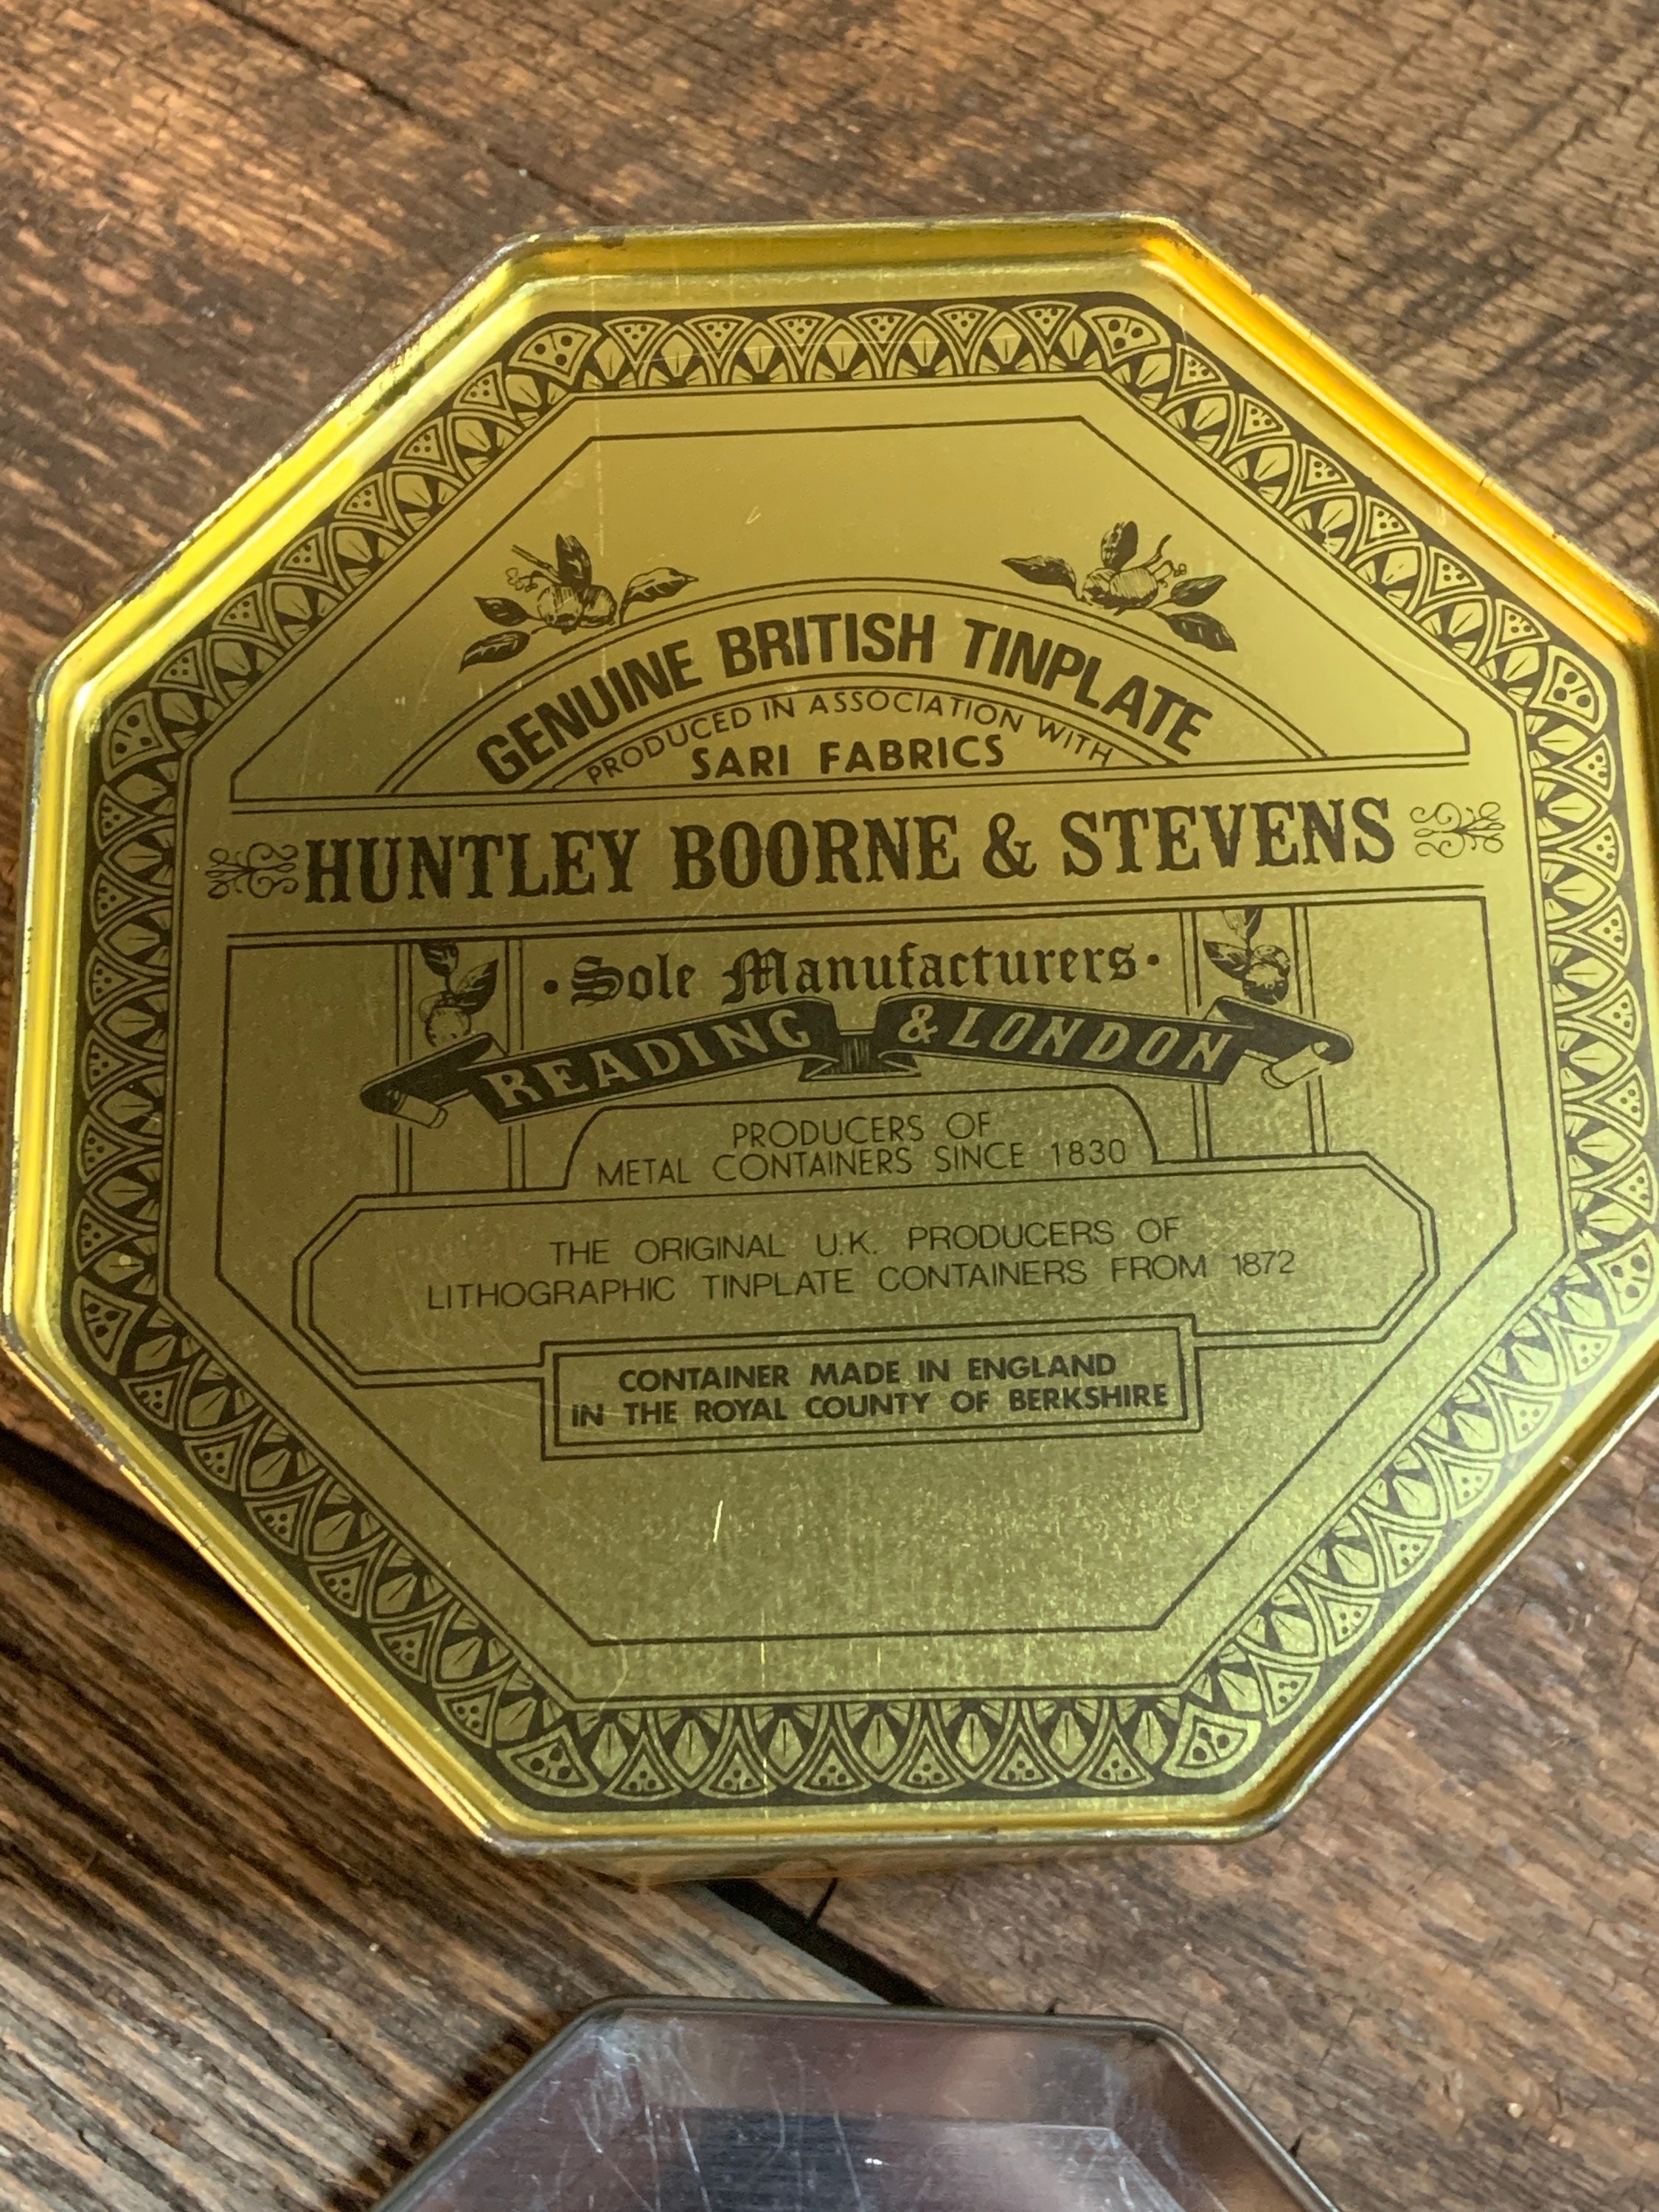 GENUINE BRITISH TINPLATE
PRODUCED IN ASSOCIATION WITH
SARI FABRICS
HUNTLEY BOORNE & STEVENS
·Sole Manufacturers·
READING & LONDON
PRODUCERS OF
METAL CONTAINERS SINCE 1830
THE ORIGINAL U.K. PRODUCERS OF
LITHOGRAPHIC TINPLATE CONTAINERS FROM 1872
CONTAINER MADE IN ENGLAND
IN THE ROYAL COUNTY OF BERKSHIRE